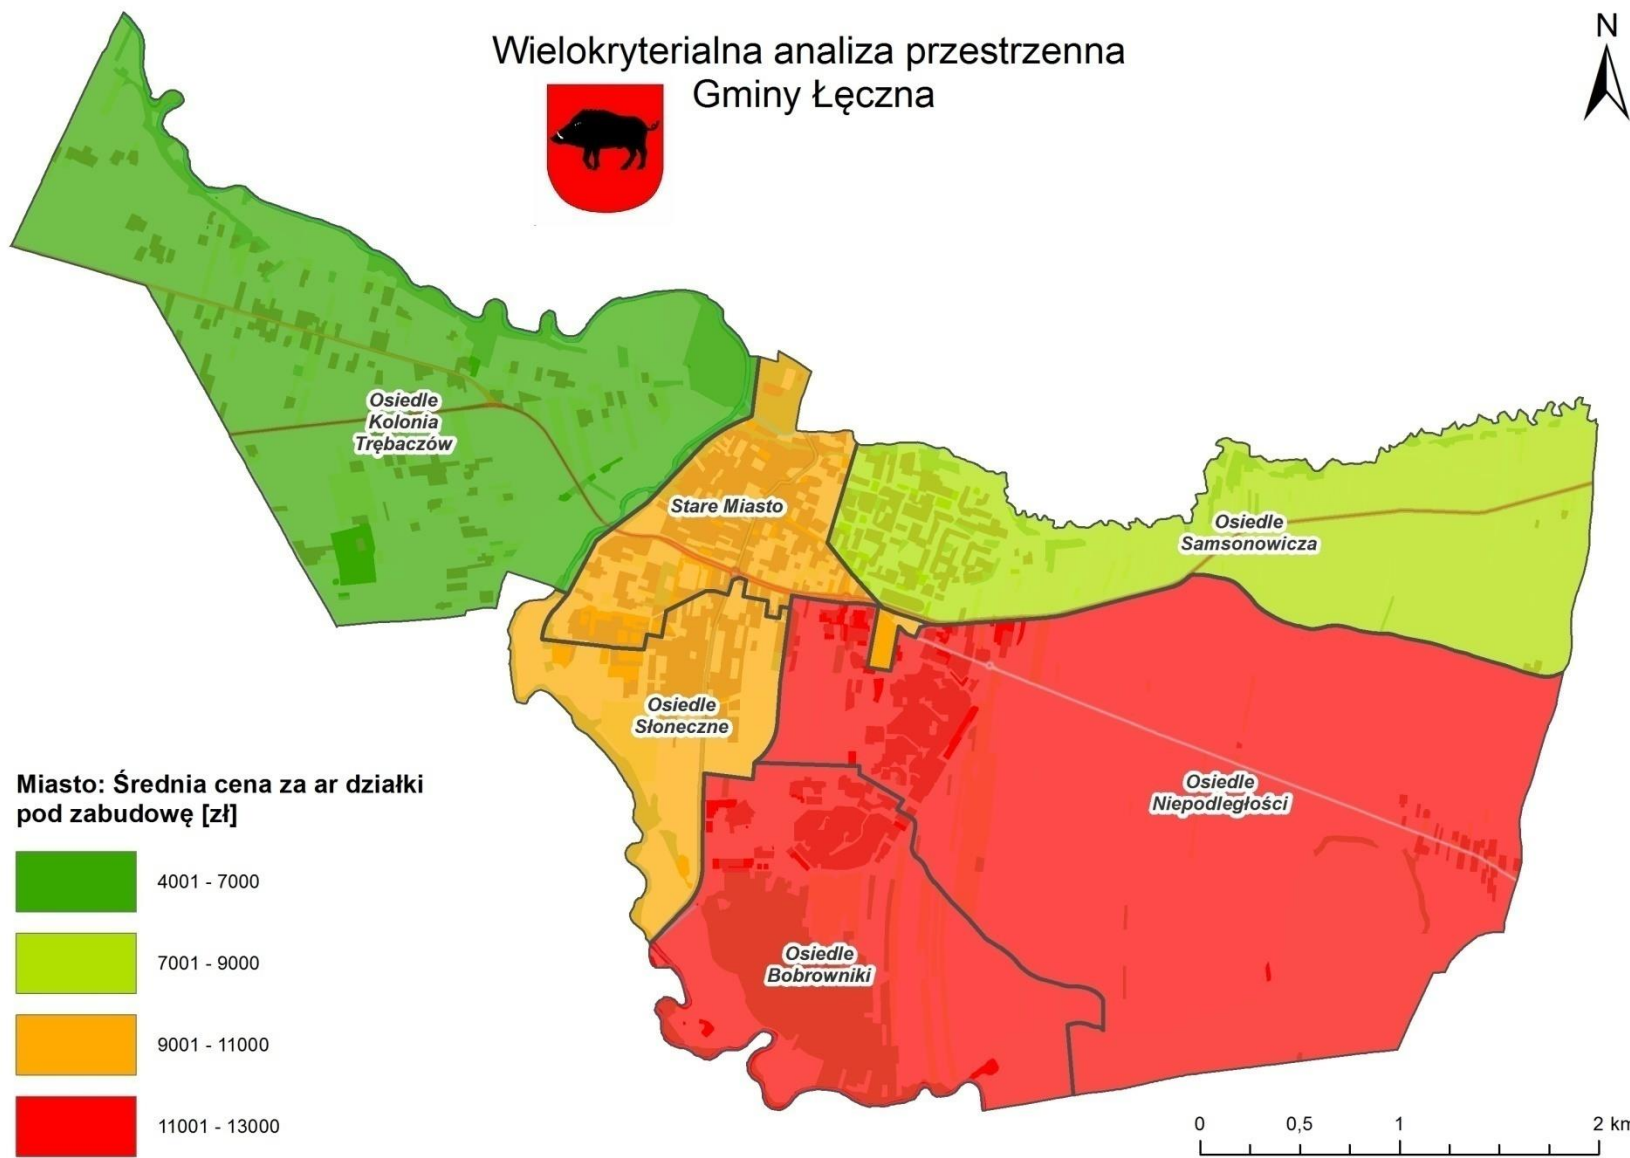 Wielokryterialna analiza przestrzenna
Gminy Łęczna
N
Osiedle
Kolonia
Trębaczów
Stare Miasto
Osiedle
Samsonowicza
Osiedle
Słoneczne
Osiedle
Niepodległości
Osiedle
Bobrowniki
Miasto: Średnia cena za ar działki
pod zabudowę [zł]
4001 - 7000
7001 - 9000
9001 - 11000
11001 - 13000
0 0,5 1 2 km